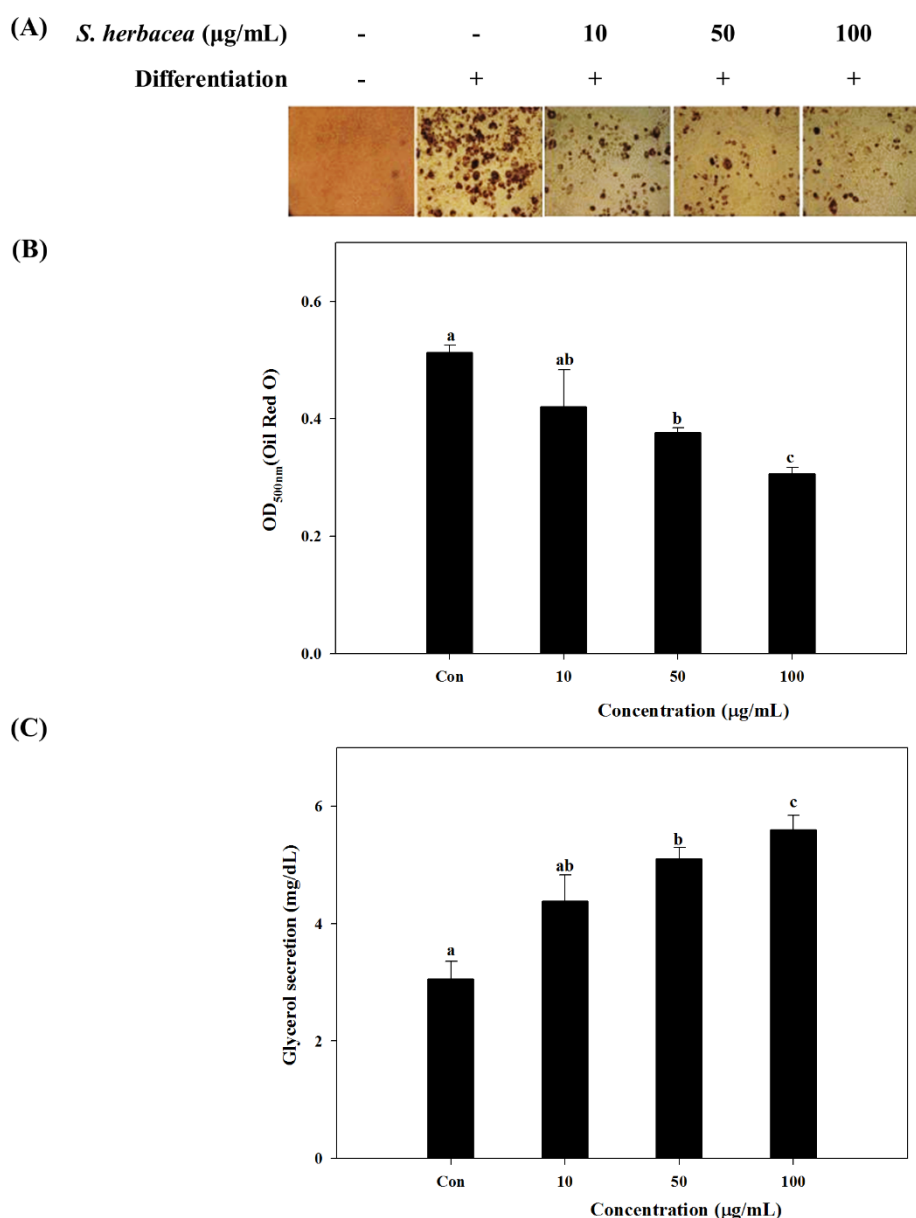 (A) S. herbacea (μg/mL) - - 10 50 100
Differentiation - + + + +
(B)
0.6
0.4
0.2
0.0
OD500nm(Oil Red O)
a
ab
b
c
Con 10 50 100
Concentration (μg/mL)
(C)
6
4
2
0
Glycerol secretion (mg/dL)
a
ab
b
c
Con 10 50 100
Concentration (μg/mL)